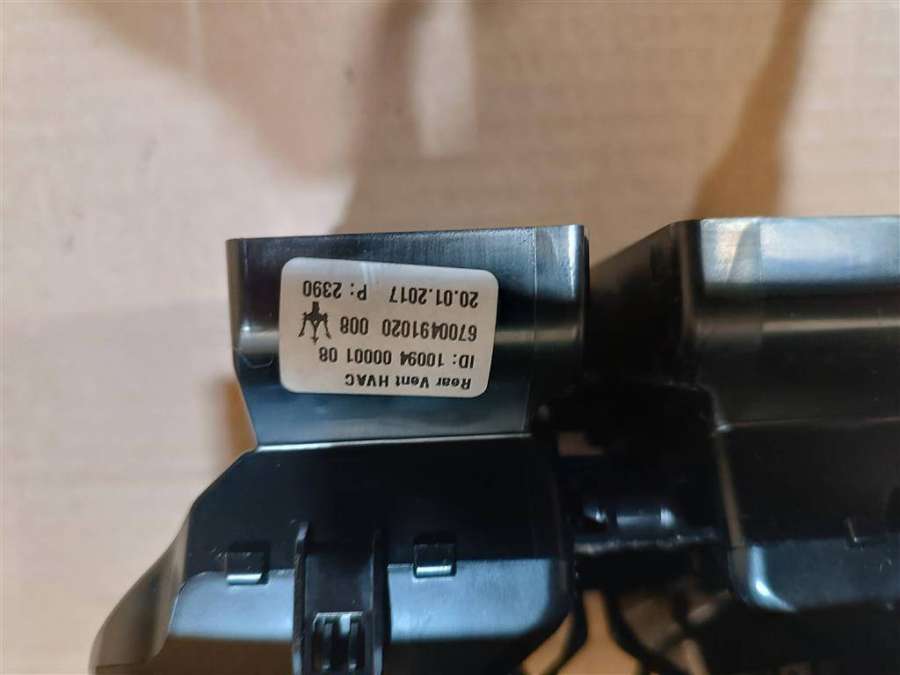 Rear Vent HVAC
ID: 10094 00001 08
6700491020 008
20.01.2017 P: 2390